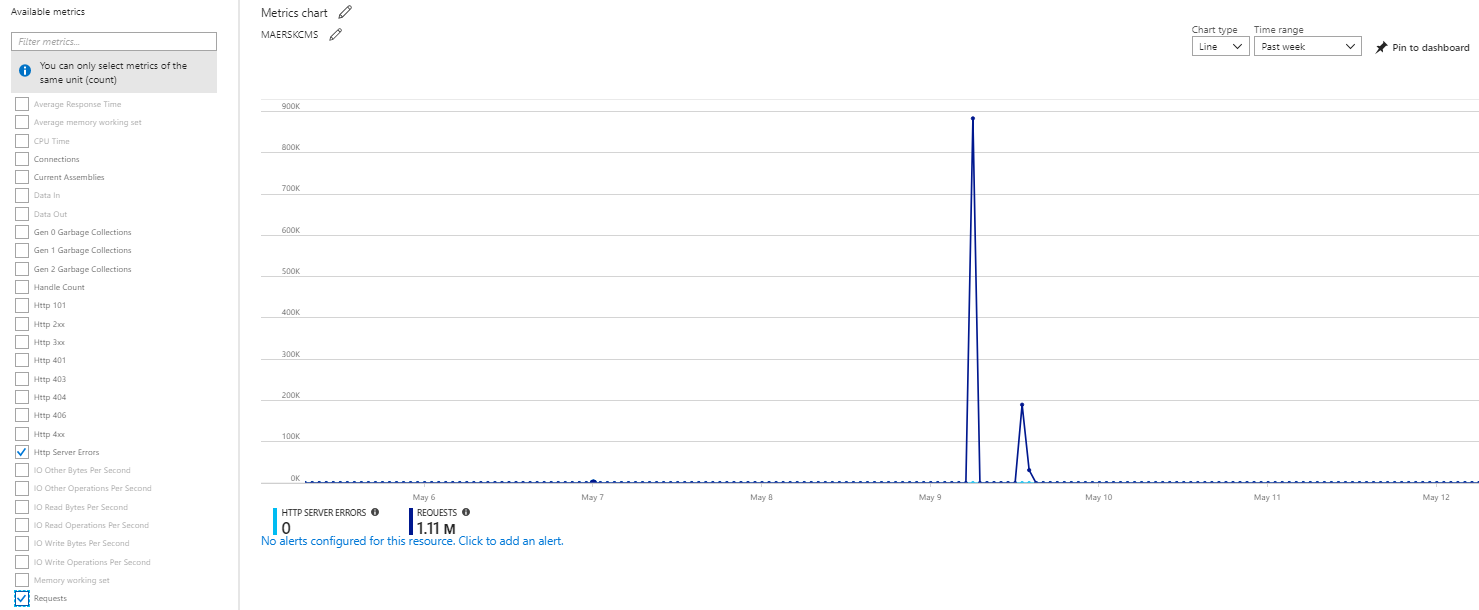 Available metrics
Filter metrics...
You can only select metrics of the
same unit (count)
Average Response Time
Average memory working set
CPU Time
Connections
Current Assemblies
Data In
Data Out
Gen 0 Garbage Collections
Gen 1 Garbage Collections
Gen 2 Garbage Collections
Handle Count
Http 101
Http 2xx
Http 3xx
Http 401
Http 403
Http 404
Http 406
Http 4xx
Http Server Errors
IO Other Bytes Per Second
IO Other Operations Per Second
IO Read Bytes Per Second
IO Read Operations Per Second
IO Write Bytes Per Second
IO Write Operations Per Second
Memory working set
Requests
Metrics chart
MAERSKCMS
Chart type Time range
Line Past week Pin to dashboard
900K
800K
700K
600K
500K
400K
300K
200K
100K
0K
May 6 May 7 May 8 May 9 May 10 May 11 May 12
HTTP SERVER ERRORS REQUESTS
0 1.11 M
No alerts configured for this resource. Click to add an alert.